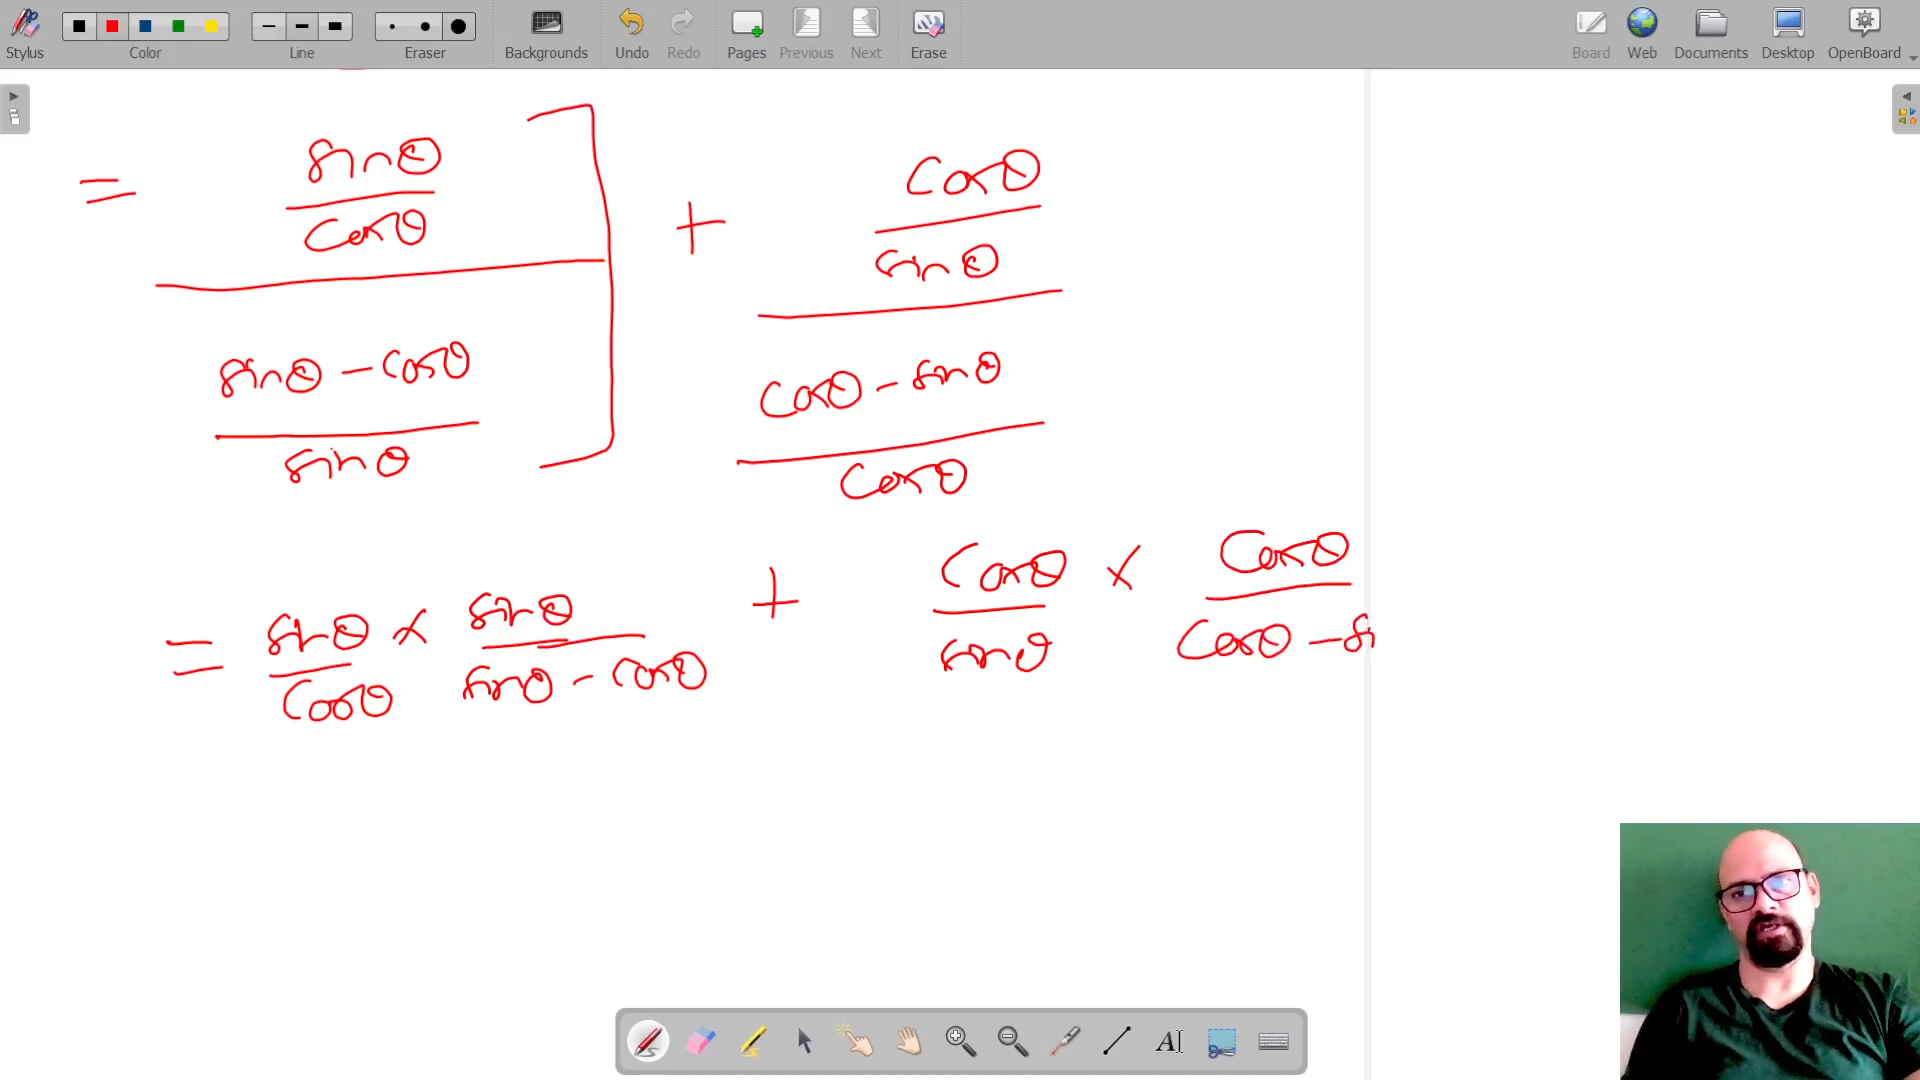 Stylus Color Line Eraser Backgrounds Undo Redo Pages Previous Next Erase Board Web Documents Desktop OpenBoard
= sinθ/cosθ + cosθ/sinθ
sinθ - cosθ/sinθ cosθ - sinθ/cosθ
= sinθ/cosθ × sinθ/sinθ - cosθ + cosθ/sinθ × cosθ/cosθ - si
AI